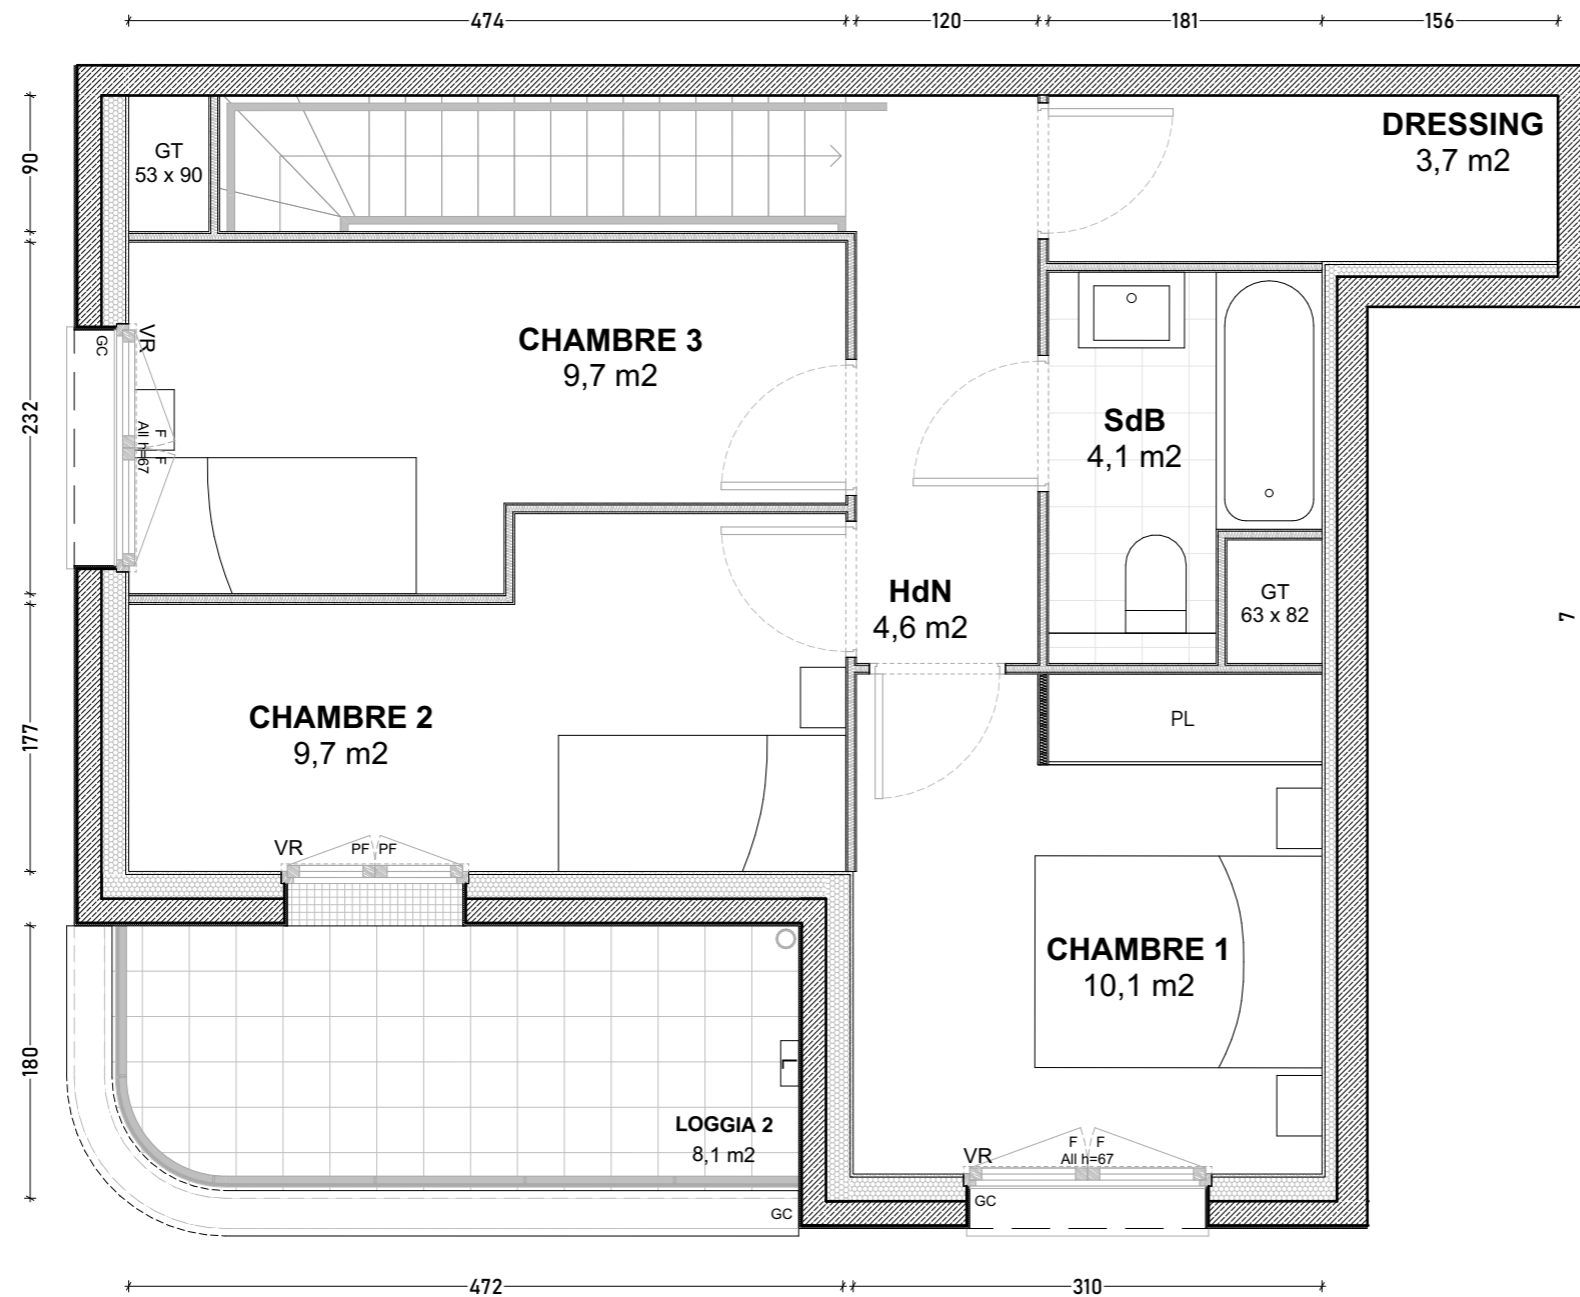 474
120
181
156
90
232
177
180
GT
53 x 90
DRESSING
3,7 m2
VR
GC
CHAMBRE 3
9,7 m2
F
F
All h=67
SdB
4,1 m2
HdN
4,6 m2
GT
63 x 82
7
CHAMBRE 2
9,7 m2
PL
VR
PF
PF
CHAMBRE 1
10,1 m2
LOGGIA 2
8,1 m2
GC
VR
F
F
All h=67
GC
472
310